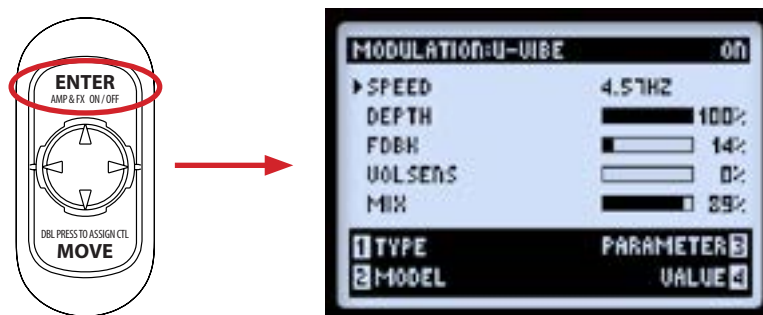 ENTER
AMP & FX ON/OFF
DBL PRESS TO ASSIGN CTL
MOVE
MODULATION:U-VIBE ON
SPEED 4.57HZ
DEPTH 100%
FDBK 14%
VOLSENS 0%
MIX 89%
1 TYPE PARAMETER 3
2 MODEL VALUE 4